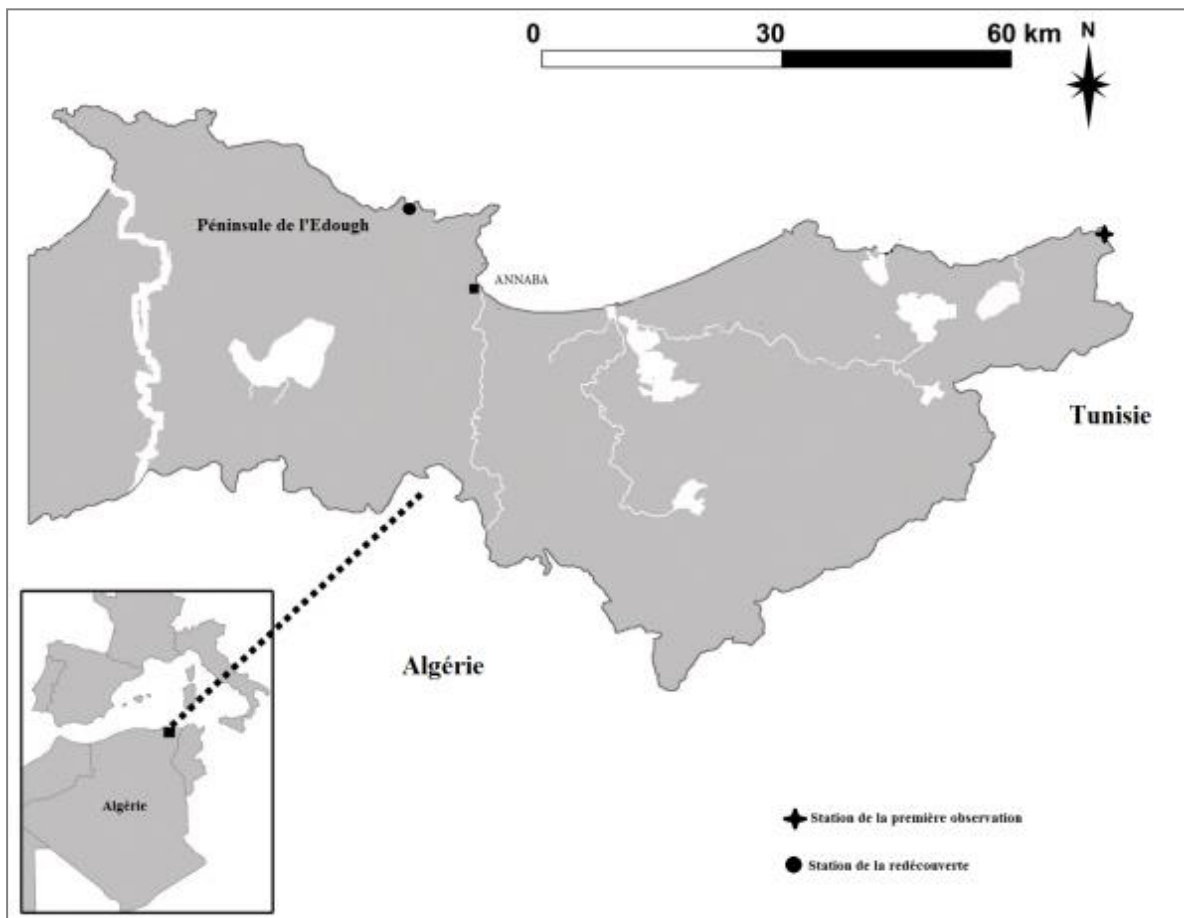 0 30 60 km N
Péninsule de l'Edough
ANNABA
Tunisie
Algérie
Algérie
Station de la première observation
Station de la redécouverte